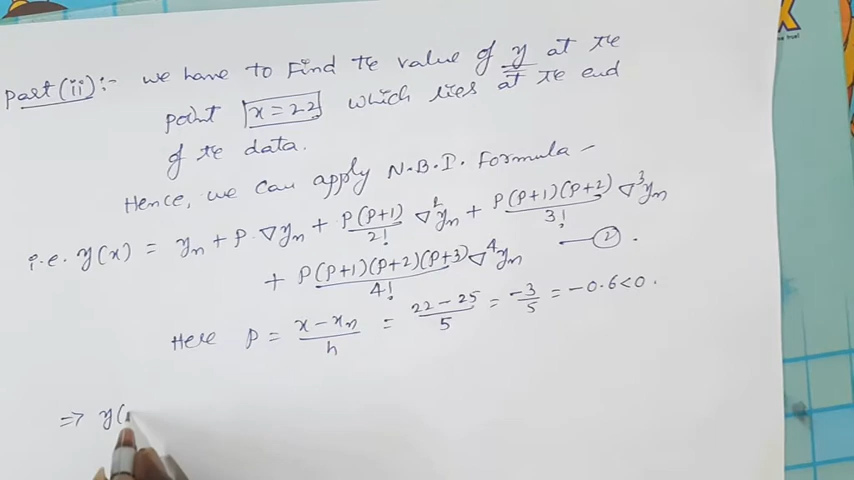 Part (ii):- we have to Find the value of y at the
point x = 22 which lies at the end
of the data.
Hence, we can apply N.B.I. Formula -
i.e. y(x) = yₙ + P.∇yₙ + P(P+1)/2! ∇²yₙ + P(P+1)(P+2)/3! ∇³yₙ
+ P(P+1)(P+2)(P+3)/4! ∇⁴yₙ —②.
Here P = x-xₙ/h = 22-25/5 = -3/5 = -0.6<0.
⇒ y(